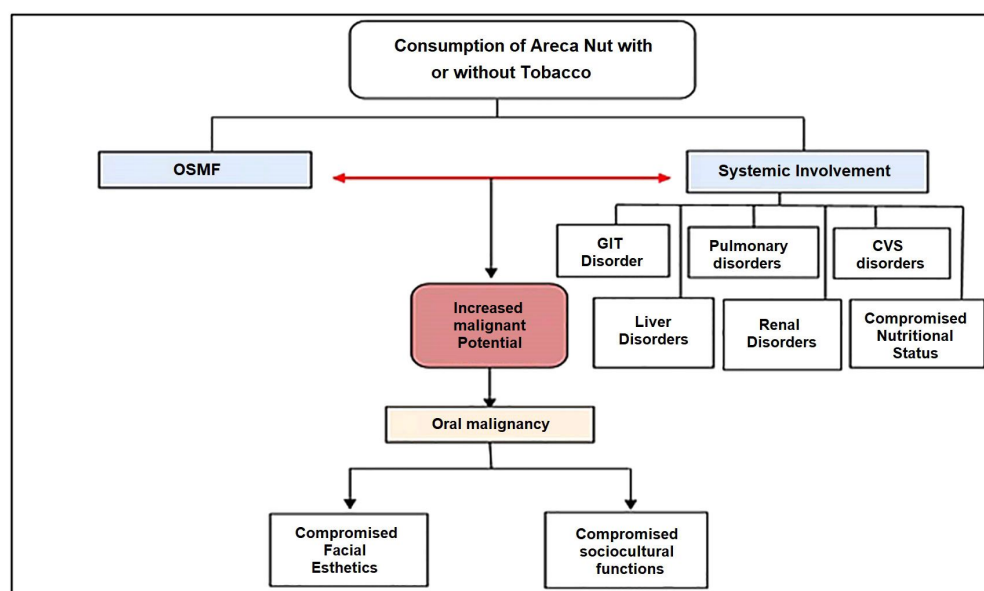 Consumption of Areca Nut with
or without Tobacco
OSMF
Systemic Involvement
GIT
Disorder
Pulmonary
disorders
CVS
disorders
Liver
Disorders
Renal
Disorders
Compromised
Nutritional
Status
Increased
malignant
Potential
Oral malignancy
Compromised
Facial
Esthetics
Compromised
sociocultural
functions